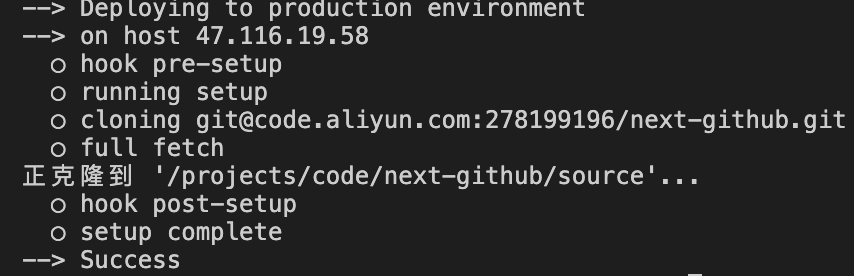 --> Deploying to production environment
--> on host 47.116.19.58
○ hook pre-setup
○ running setup
○ cloning git@code.aliyun.com:278199196/next-github.git
○ full fetch
正克隆到 '/projects/code/next-github/source'...
○ hook post-setup
○ setup complete
--> Success